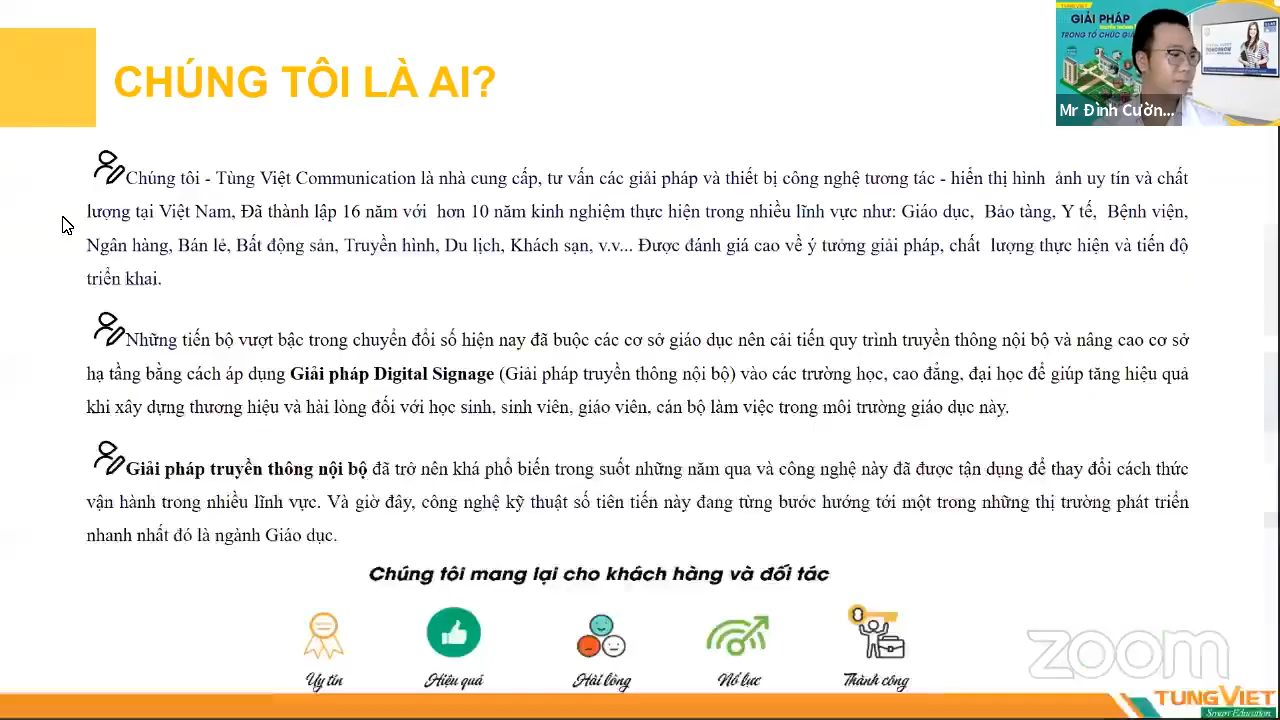 CHÚNG TÔI LÀ AI?
TUNGVIET
GIẢI PHÁP
TRONG TỔ CHỨC GIÁ
TOMORROW
Mr Đình Cườn...
Chúng tôi - Tùng Việt Communication là nhà cung cấp, tư vấn các giải pháp và thiết bị công nghệ tương tác - hiển thị hình ảnh uy tín và chất
lượng tại Việt Nam, Đã thành lập 16 năm với hơn 10 năm kinh nghiệm thực hiện trong nhiều lĩnh vực như: Giáo dục, Bảo tàng, Y tế, Bệnh viện,
Ngân hàng, Bán lẻ, Bất động sản, Truyền hình, Du lịch, Khách sạn, v.v... Được đánh giá cao về ý tưởng giải pháp, chất lượng thực hiện và tiến độ
triển khai.
Những tiến bộ vượt bậc trong chuyển đổi số hiện nay đã buộc các cơ sở giáo dục nên cải tiến quy trình truyền thông nội bộ và nâng cao cơ sở
hạ tầng bằng cách áp dụng Giải pháp Digital Signage (Giải pháp truyền thông nội bộ) vào các trường học, cao đẳng, đại học để giúp tăng hiệu quả
khi xây dựng thương hiệu và hài lòng đối với học sinh, sinh viên, giáo viên, cán bộ làm việc trong môi trường giáo dục này.
Giải pháp truyền thông nội bộ đã trở nên khá phổ biến trong suốt những năm qua và công nghệ này đã được tận dụng để thay đổi cách thức
vận hành trong nhiều lĩnh vực. Và giờ đây, công nghệ kỹ thuật số tiên tiến này đang từng bước hướng tới một trong những thị trường phát triển
nhanh nhất đó là ngành Giáo dục.
Chúng tôi mang lại cho khách hàng và đối tác
Uy tín
Hiệu quả
Hài lòng
Nỗ lực
Thành công
zoom
TUNGVIET
Smart Education